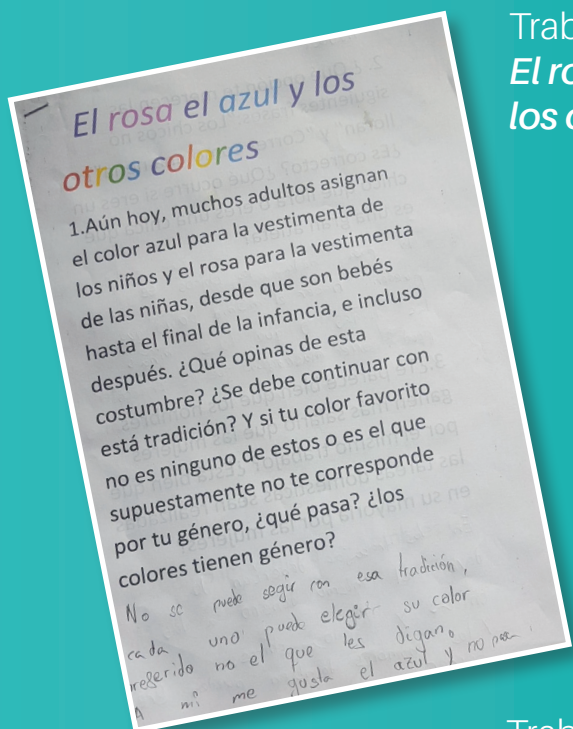 Trab
El ro
los c
El rosa el azul y los
otros colores
1.Aún hoy, muchos adultos asignan
el color azul para la vestimenta de
los niños y el rosa para la vestimenta
de las niñas, desde que son bebés
hasta el final de la infancia, e incluso
después. ¿Qué opinas de esta
costumbre? ¿Se debe continuar con
está tradición? Y si tu color favorito
no es ninguno de estos o es el que
supuestamente no te corresponde
por tu género, ¿qué pasa? ¿los
colores tienen género?
No se puede segir con esa tradición,
cada uno puede elegir su color
preferido no el que les digan.
A mi me gusta el azul y no